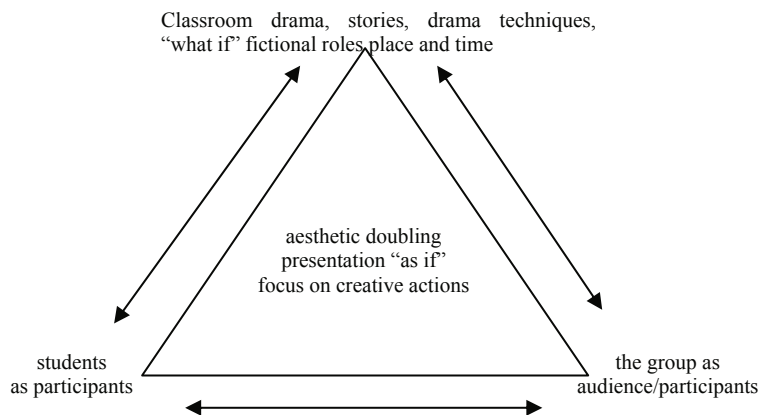 Classroom drama, stories, drama techniques,
“what if” fictional roles place and time
aesthetic doubling
presentation “as if”
focus on creative actions
students
as participants
the group as
audience/participants